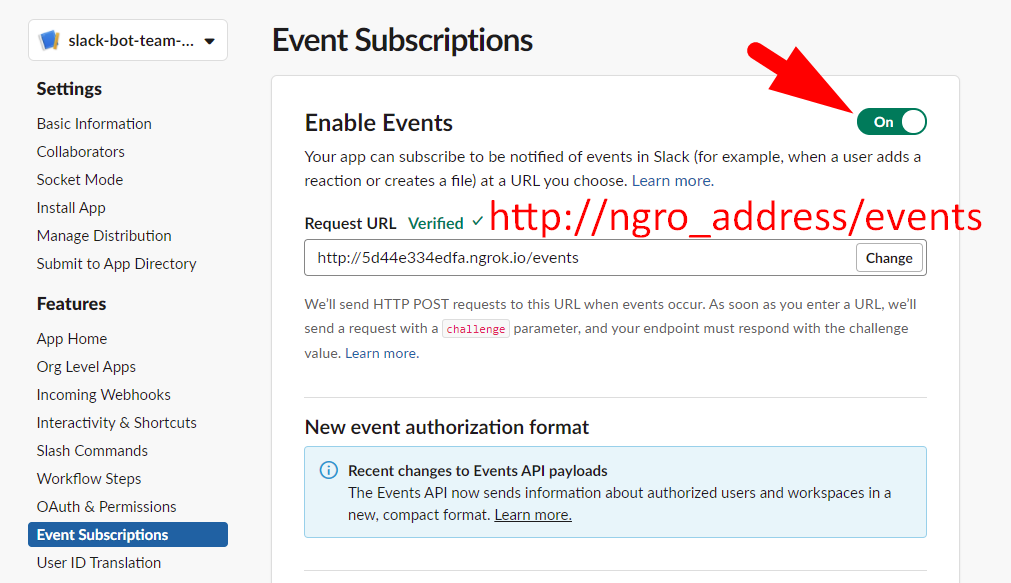 slack-bot-team-...
Settings
Basic Information
Collaborators
Socket Mode
Install App
Manage Distribution
Submit to App Directory
Features
App Home
Org Level Apps
Incoming Webhooks
Interactivity & Shortcuts
Slash Commands
Workflow Steps
OAuth & Permissions
Event Subscriptions
User ID Translation
Event Subscriptions
Enable Events
On
Your app can subscribe to be notified of events in Slack (for example, when a user adds a
reaction or creates a file) at a URL you choose. Learn more.
Request URL Verified ✓
http://ngro_address/events
http://5d44e334edfa.ngrok.io/events
Change
We’ll send HTTP POST requests to this URL when events occur. As soon as you enter a URL, we’ll
send a request with a challenge parameter, and your endpoint must respond with the challenge
value. Learn more.
New event authorization format
Recent changes to Events API payloads
The Events API now sends information about authorized users and workspaces in a
new, compact format. Learn more.